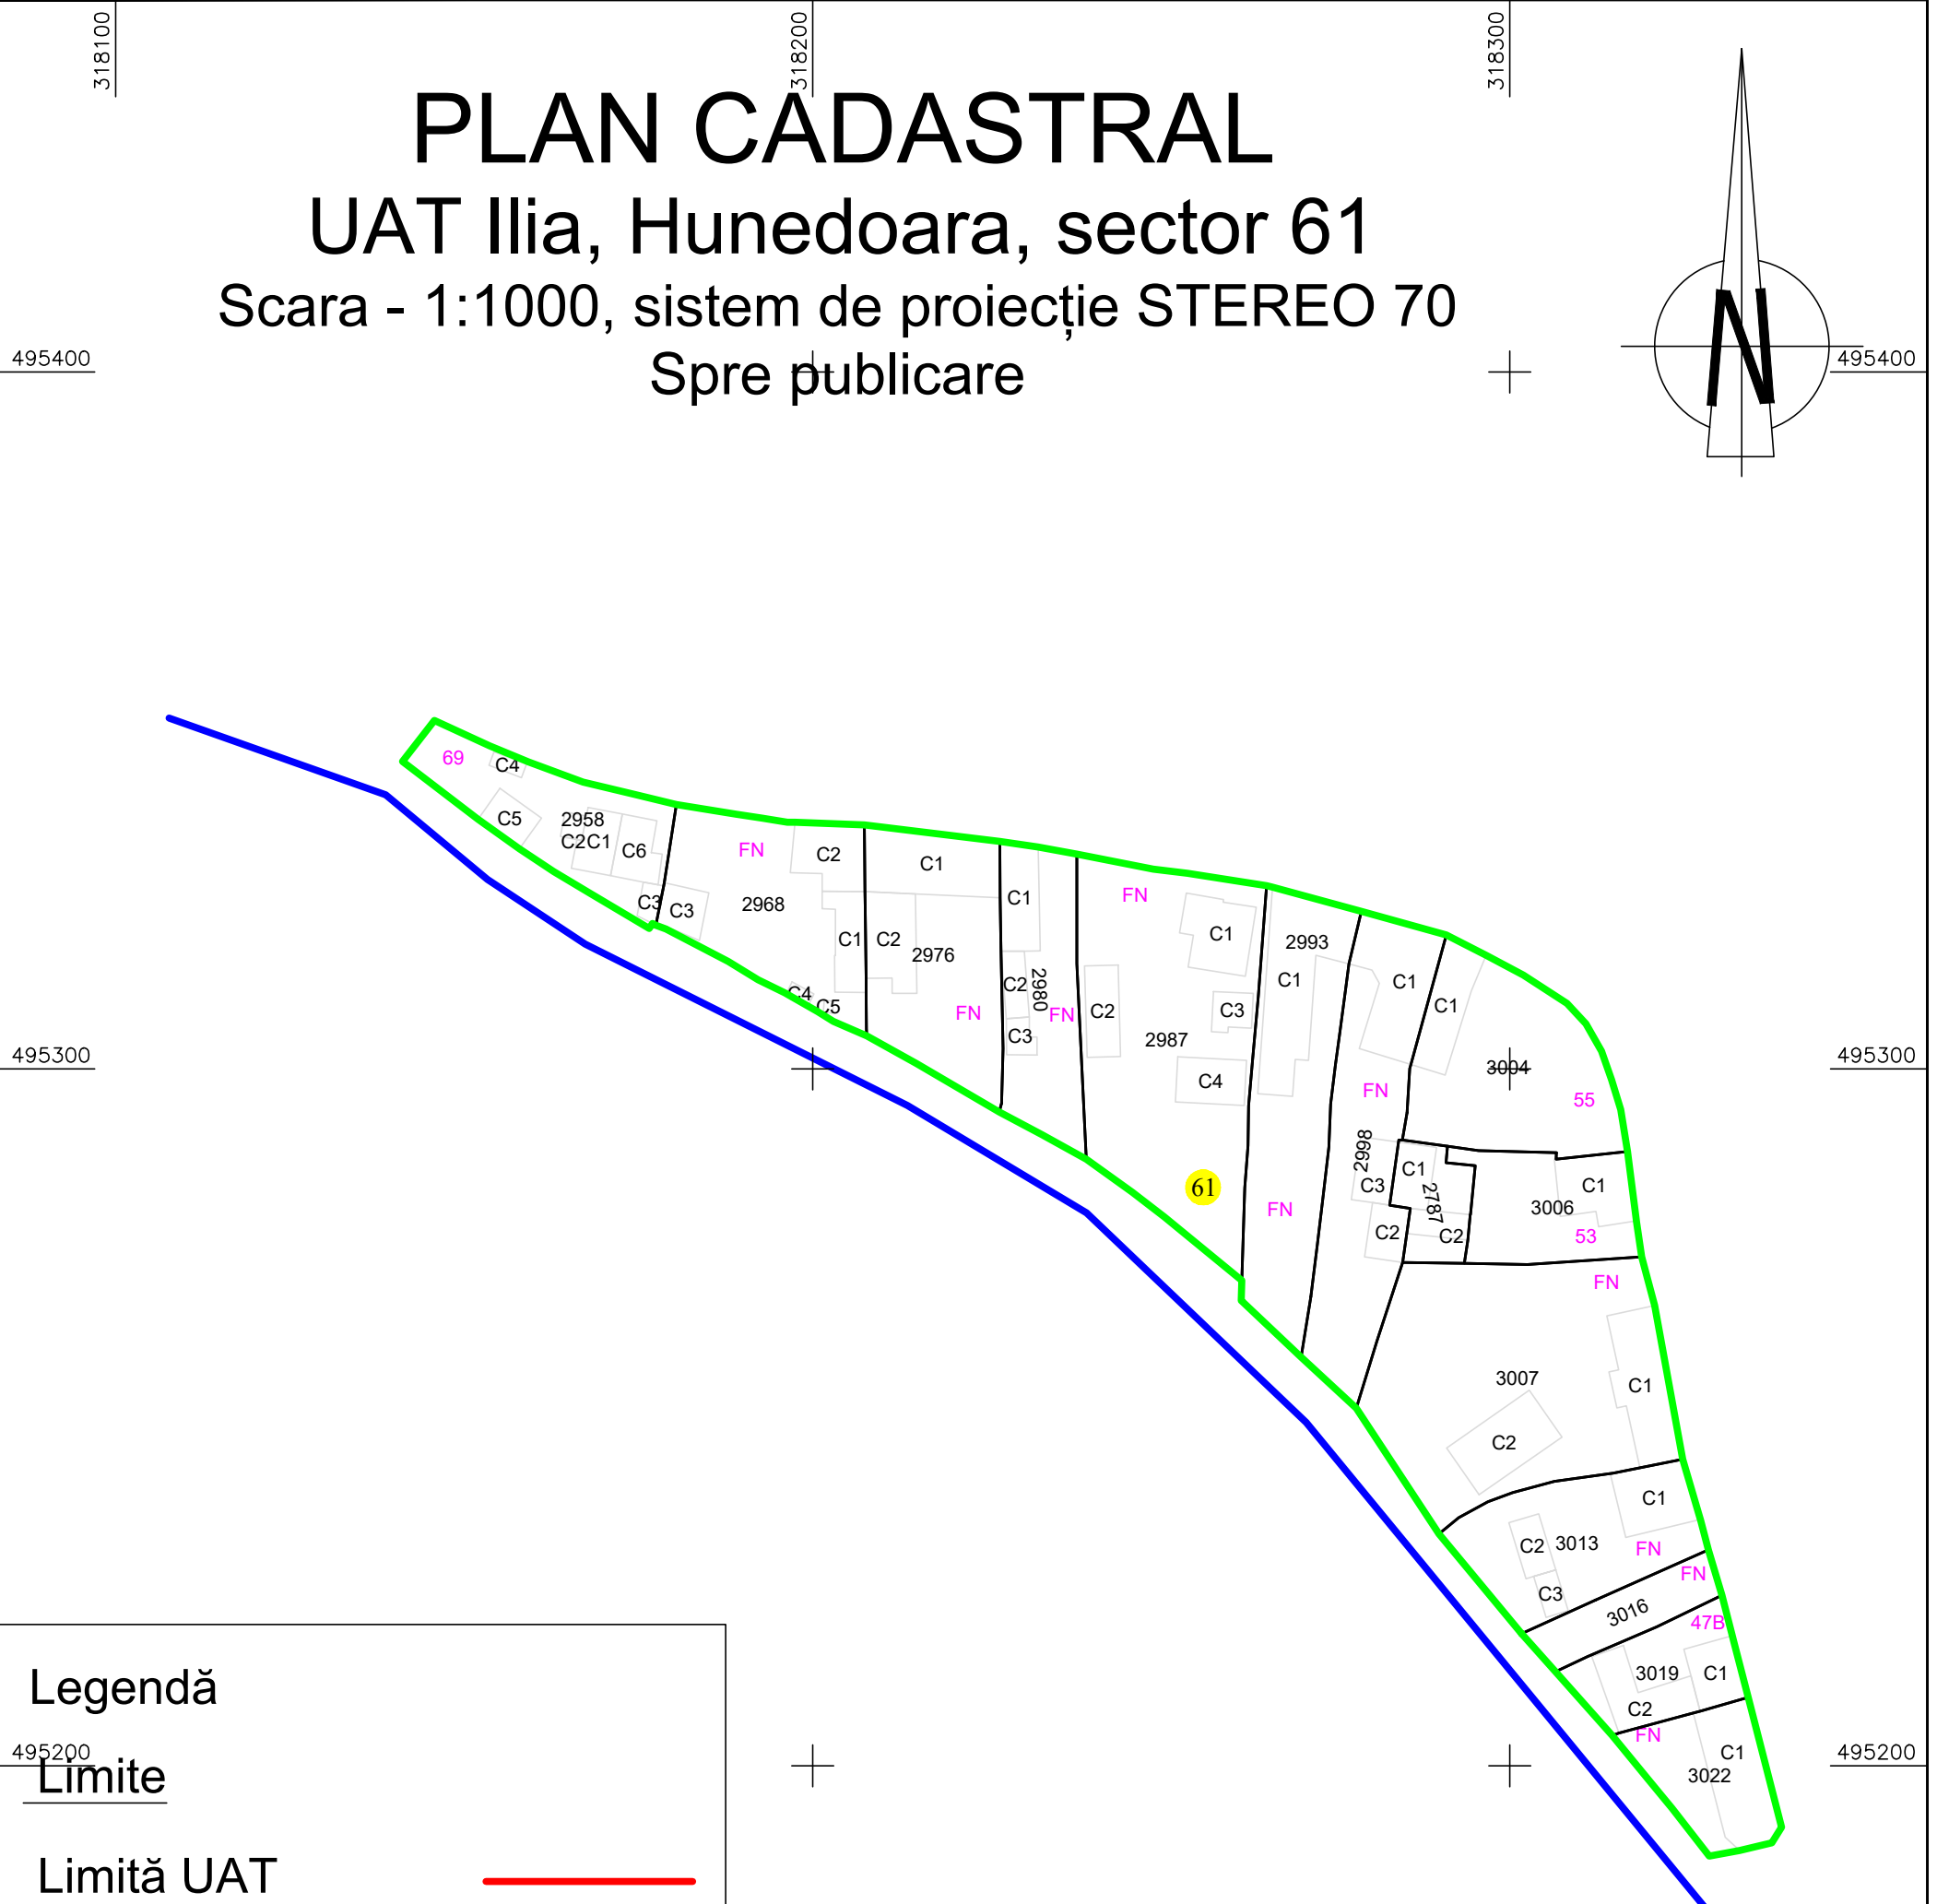 318100
318200
318300
PLAN CADASTRAL
UAT Ilia, Hunedoara, sector 61
Scara - 1:1000, sistem de proiecție STEREO 70
Spre publicare
N
495400
495400
69
C4
C5
2958
C2
C1
C6
C3
C3
FN
2968
C2
C1
C4
C5
C1
C2
2976
FN
C1
C2
2980
C3
FN
FN
C2
C1
C3
2987
C4
61
2993
C1
FN
C1
FN
2998
C3
C2
C1
3004
55
495300
495300
C1
2787
C2
C1
3006
53
FN
3007
C1
C2
C1
C2
3013
FN
C3
FN
3016
47B
3019
C1
C2
FN
C1
3022
495200
495200
Legendă
Limite
Limită UAT